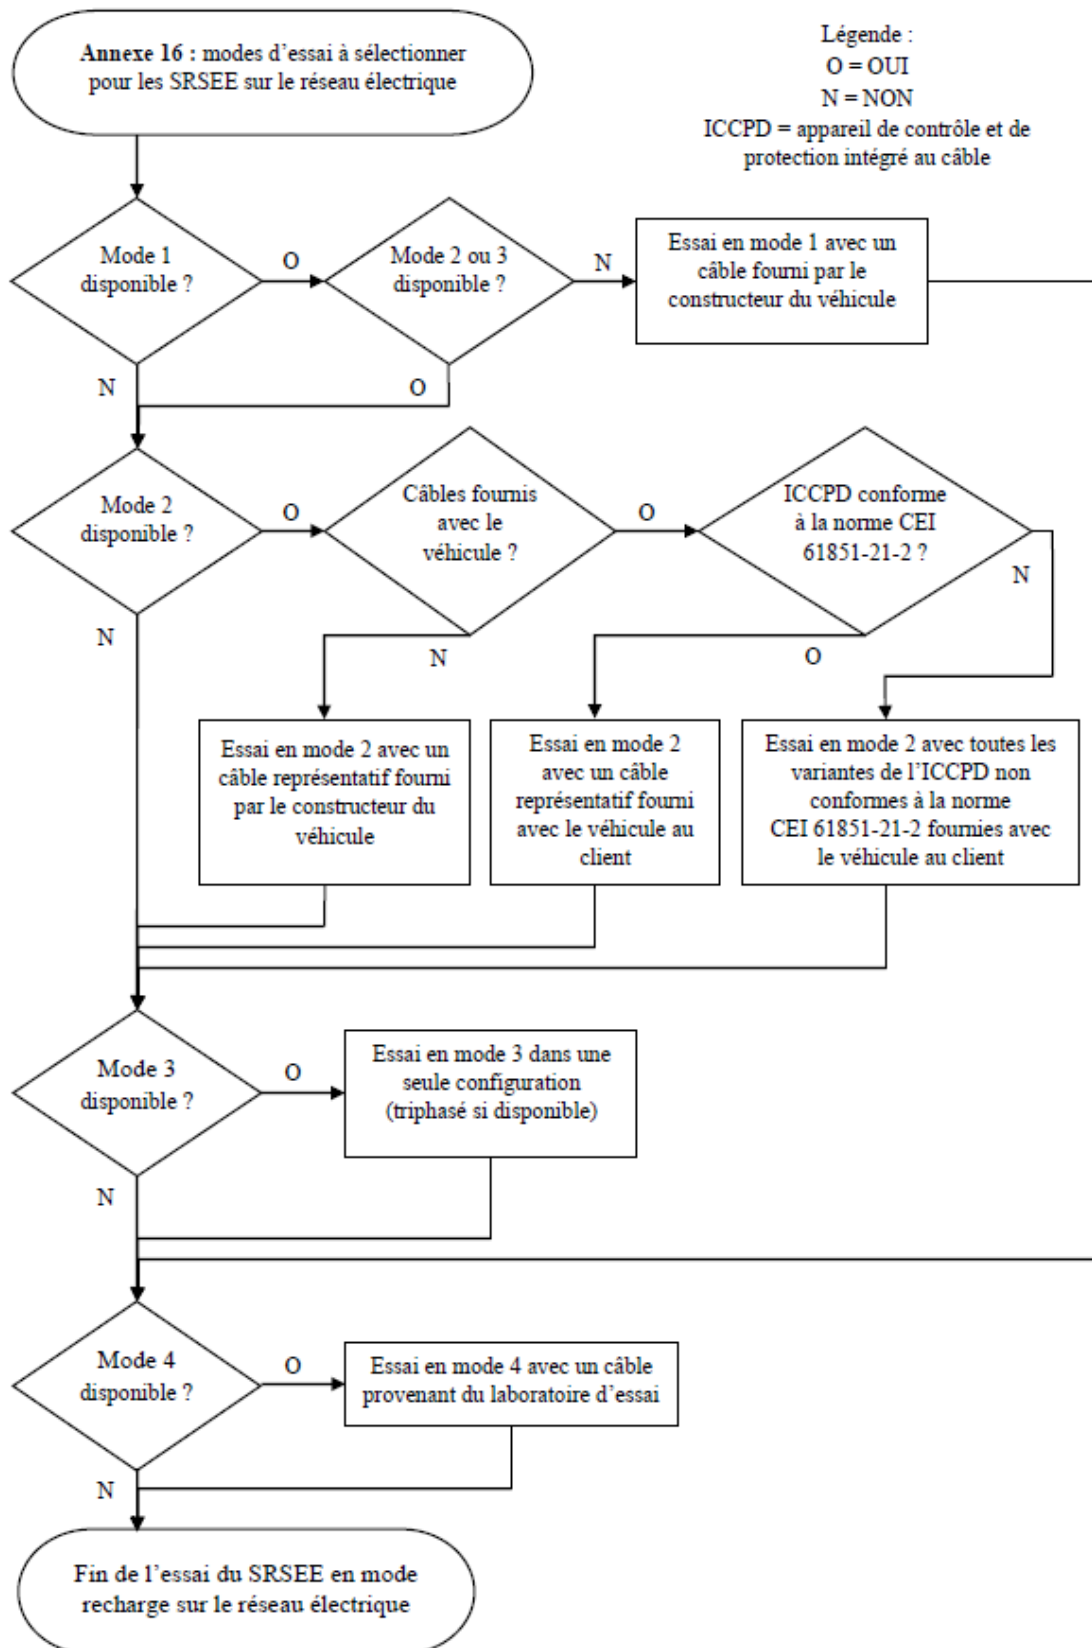 Annexe 16 : modes d'essai à sélectionner
pour les SRSEE sur le réseau électrique
Légende :
O = OUI
N = NON
ICCPD = appareil de contrôle et de
protection intégré au câble
Mode 1
disponible ?
O
Mode 2 ou 3
disponible ?
N
Essai en mode 1 avec un
câble fourni par le
constructeur du véhicule
N
O
Mode 2
disponible ?
O
Câbles fournis
avec le
véhicule ?
O
ICCPD conforme
à la norme CEI
61851-21-2 ?
N
N
N
O
Essai en mode 2 avec un
câble représentatif fourni
par le constructeur du
véhicule
Essai en mode 2
avec un câble
représentatif fourni
avec le véhicule au
client
Essai en mode 2 avec toutes les
variantes de l'ICCPD non
conformes à la norme
CEI 61851-21-2 fournies avec
le véhicule au client
Mode 3
disponible ?
O
Essai en mode 3 dans une
seule configuration
(triphasé si disponible)
N
Mode 4
disponible ?
O
Essai en mode 4 avec un câble
provenant du laboratoire d'essai
N
Fin de l'essai du SRSEE en mode
recharge sur le réseau électrique